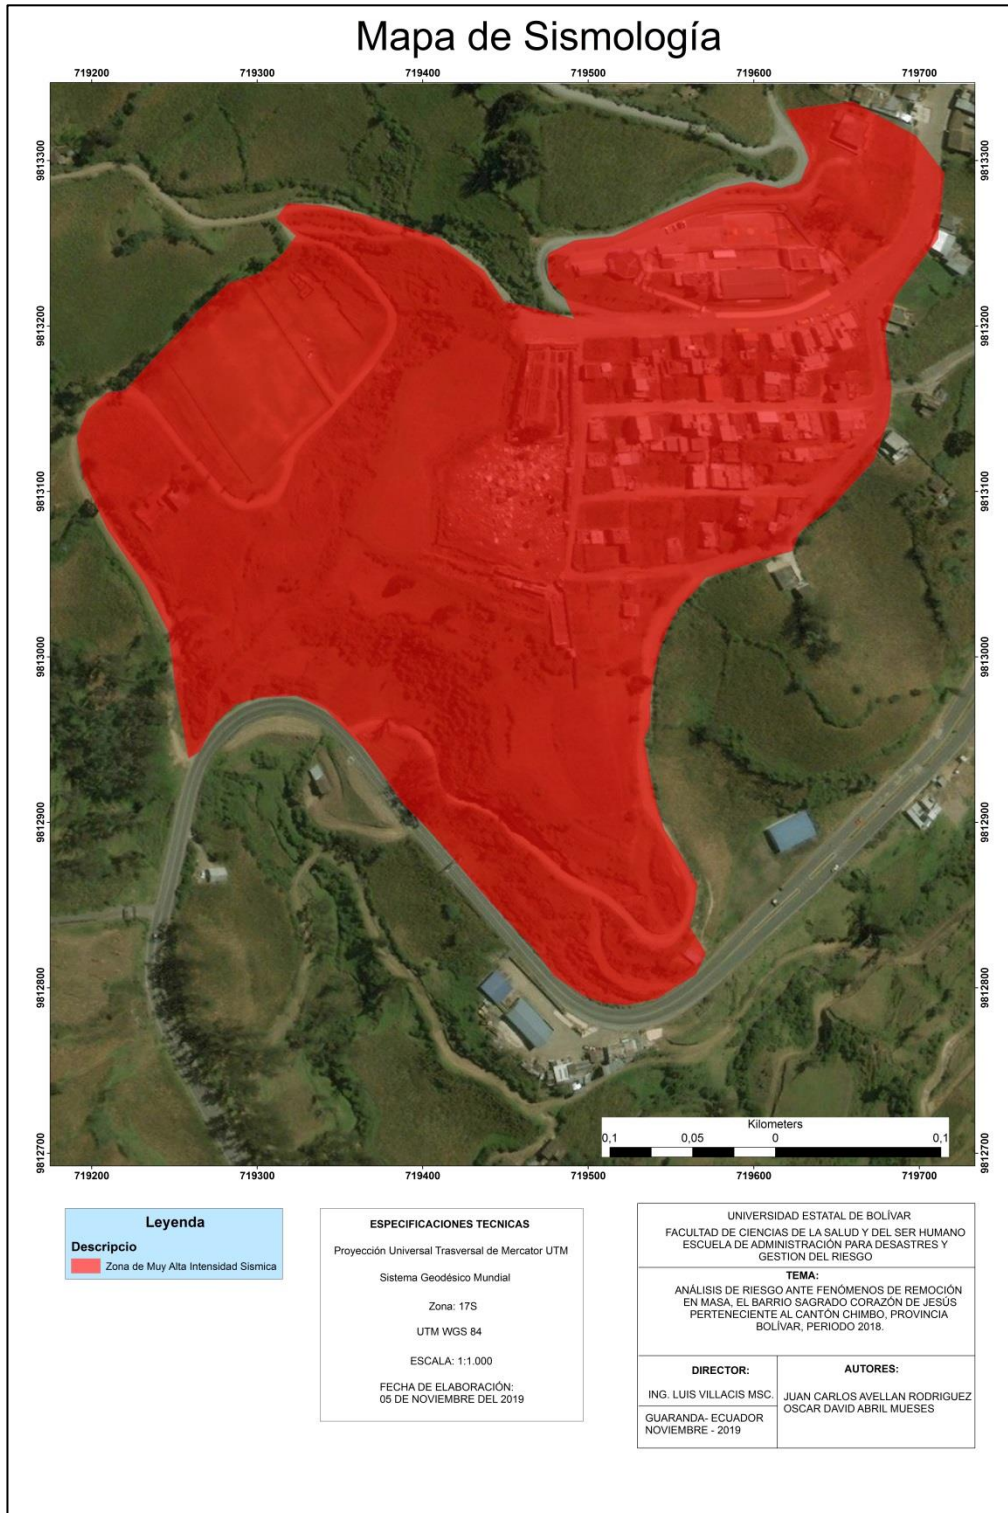 Mapa de Sismología
719200 719300 719400 719500 719600 719700
9813300 9813300
9813200 9813200
9813100 9813100
9813000 9813000
9812900 9812900
9812800 9812800
9812700 9812700
Kilometers
0,1 0,05 0 0,1
719200 719300 719400 719500 719600 719700
Leyenda
Descripcio
Zona de Muy Alta Intensidad Sismica
ESPECIFICACIONES TECNICAS
Proyección Universal Trasversal de Mercator UTM
Sistema Geodésico Mundial
Zona: 17S
UTM WGS 84
ESCALA: 1:1.000
FECHA DE ELABORACIÓN:
05 DE NOVIEMBRE DEL 2019
UNIVERSIDAD ESTATAL DE BOLÍVAR
FACULTAD DE CIENCIAS DE LA SALUD Y DEL SER HUMANO
ESCUELA DE ADMINISTRACIÓN PARA DESASTRES Y
GESTION DEL RIESGO
TEMA:
ANÁLISIS DE RIESGO ANTE FENÓMENOS DE REMOCIÓN
EN MASA, EL BARRIO SAGRADO CORAZÓN DE JESÚS
PERTENECIENTE AL CANTÓN CHIMBO, PROVINCIA
BOLÍVAR, PERIODO 2018.
DIRECTOR:
ING. LUIS VILLACIS MSC.
GUARANDA- ECUADOR
NOVIEMBRE - 2019
AUTORES:
JUAN CARLOS AVELLAN RODRIGUEZ
OSCAR DAVID ABRIL MUESES